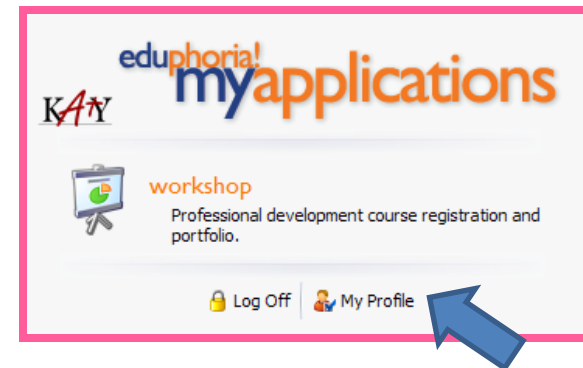 eduphoria!
KATY
myapplications
workshop
Professional development course registration and
portfolio.
Log Off
My Profile